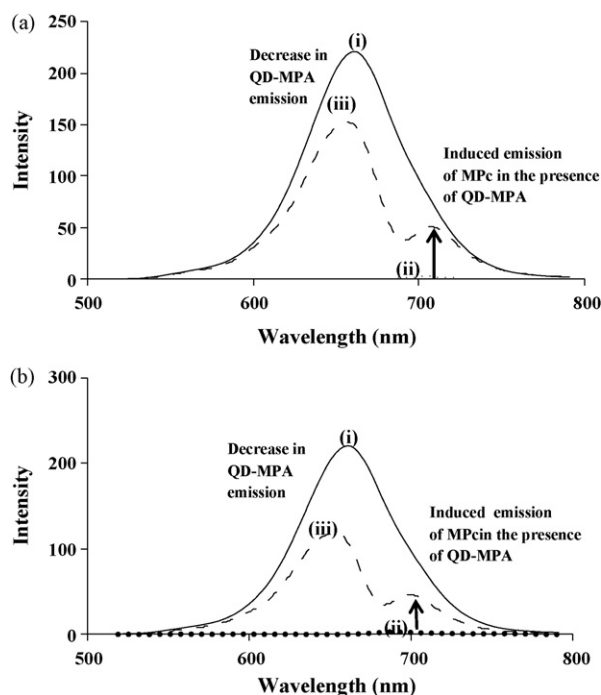 (a)
250
200
150
100
50
0
Intensity
(i)
Decrease in
QD-MPA
emission
(iii)
Induced emission
of MPc in the presence
of QD-MPA
(ii)
500
600
700
800
Wavelength (nm)
(b)
300
200
100
0
Intensity
(i)
Decrease in
QD-MPA
emission
(iii)
Induced emission
of MPcin the presence
of QD-MPA
(ii)
500
600
700
800
Wavelength (nm)